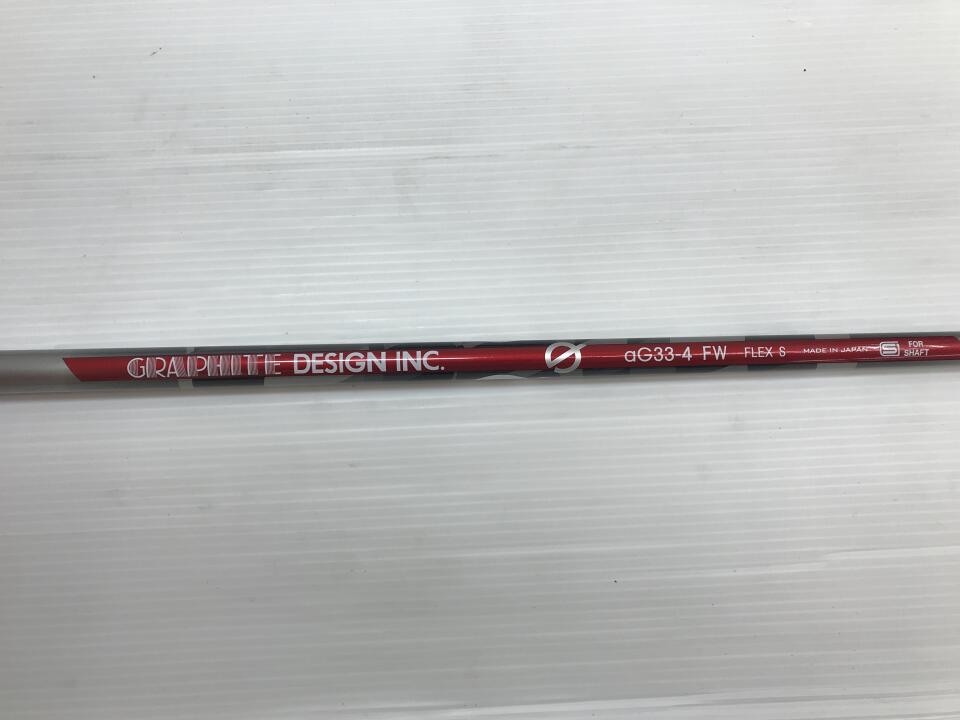 GRAPHITE DESIGN INC. aG33-4 FW FLEX S MADE IN JAPAN S FOR SHAFT